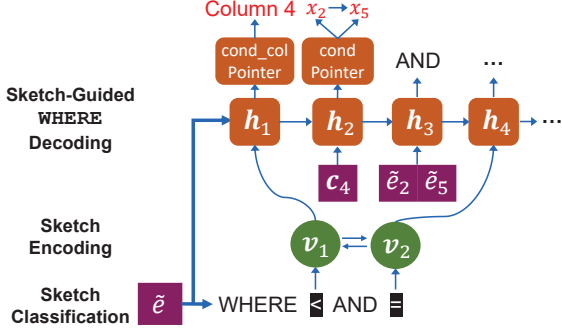 Column 4 x₂ → x₅
cond_col Pointer
cond Pointer
AND
...
Sketch-Guided
WHERE
Decoding
h₁ h₂ h₃ h₄ ...
c₄ ẽ₂ ẽ₅
Sketch
Encoding
v₁ v₂
Sketch
Classification
ẽ WHERE < AND =